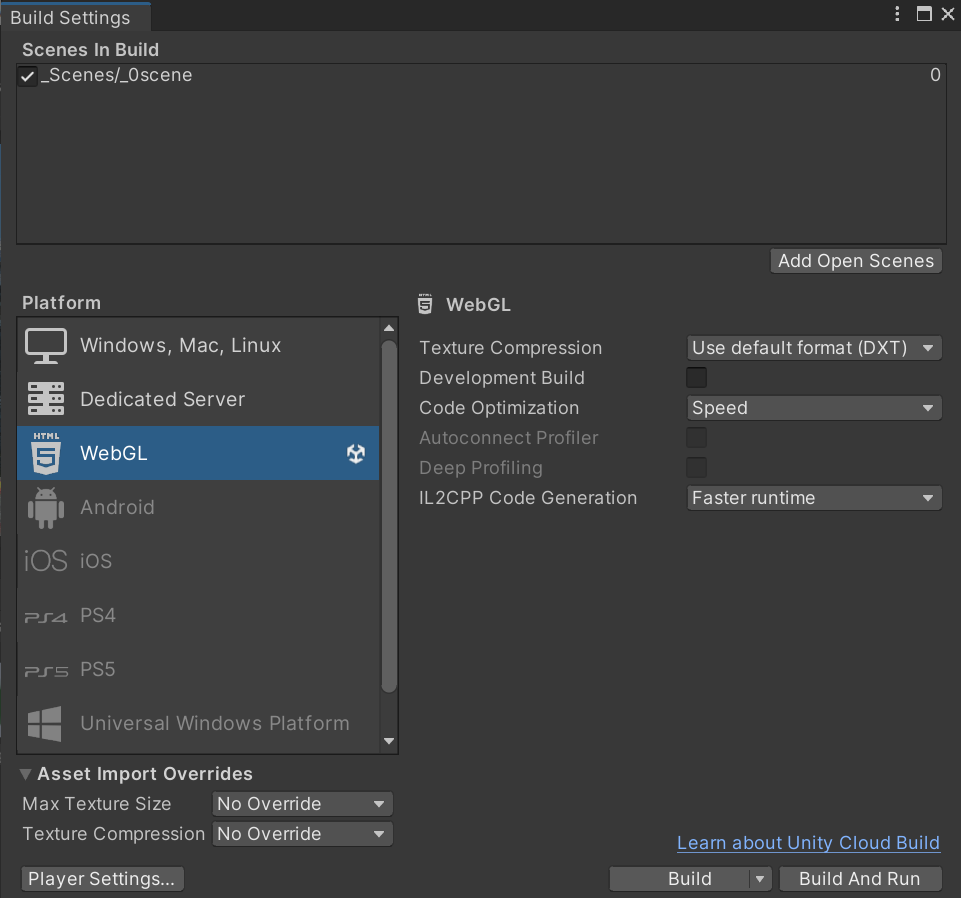 Build Settings
Scenes In Build
_Scenes/_0scene 0
Add Open Scenes
Platform
Windows, Mac, Linux
Dedicated Server
HTML 5 WebGL
Android
iOS iOS
PS4 PS4
PS5 PS5
Universal Windows Platform
HTML 5 WebGL
Texture Compression Use default format (DXT)
Development Build
Code Optimization Speed
Autoconnect Profiler
Deep Profiling
IL2CPP Code Generation Faster runtime
Asset Import Overrides
Max Texture Size No Override
Texture Compression No Override
Learn about Unity Cloud Build
Player Settings... Build Build And Run